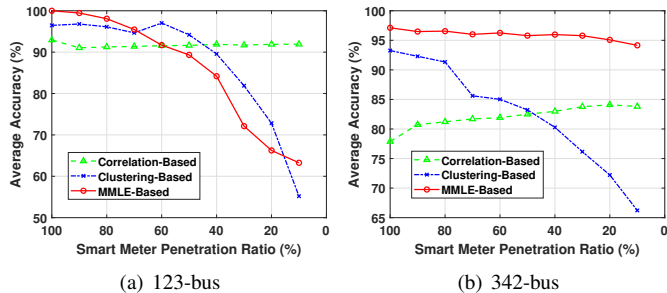 100
90
80
70
60
50
Average Accuracy (%)
Correlation-Based
Clustering-Based
MMLE-Based
100 80 60 40 20 0
Smart Meter Penetration Ratio (%)
(a) 123-bus
100
95
90
85
80
75
70
65
Average Accuracy (%)
Correlation-Based
Clustering-Based
MMLE-Based
100 80 60 40 20 0
Smart Meter Penetration Ratio (%)
(b) 342-bus